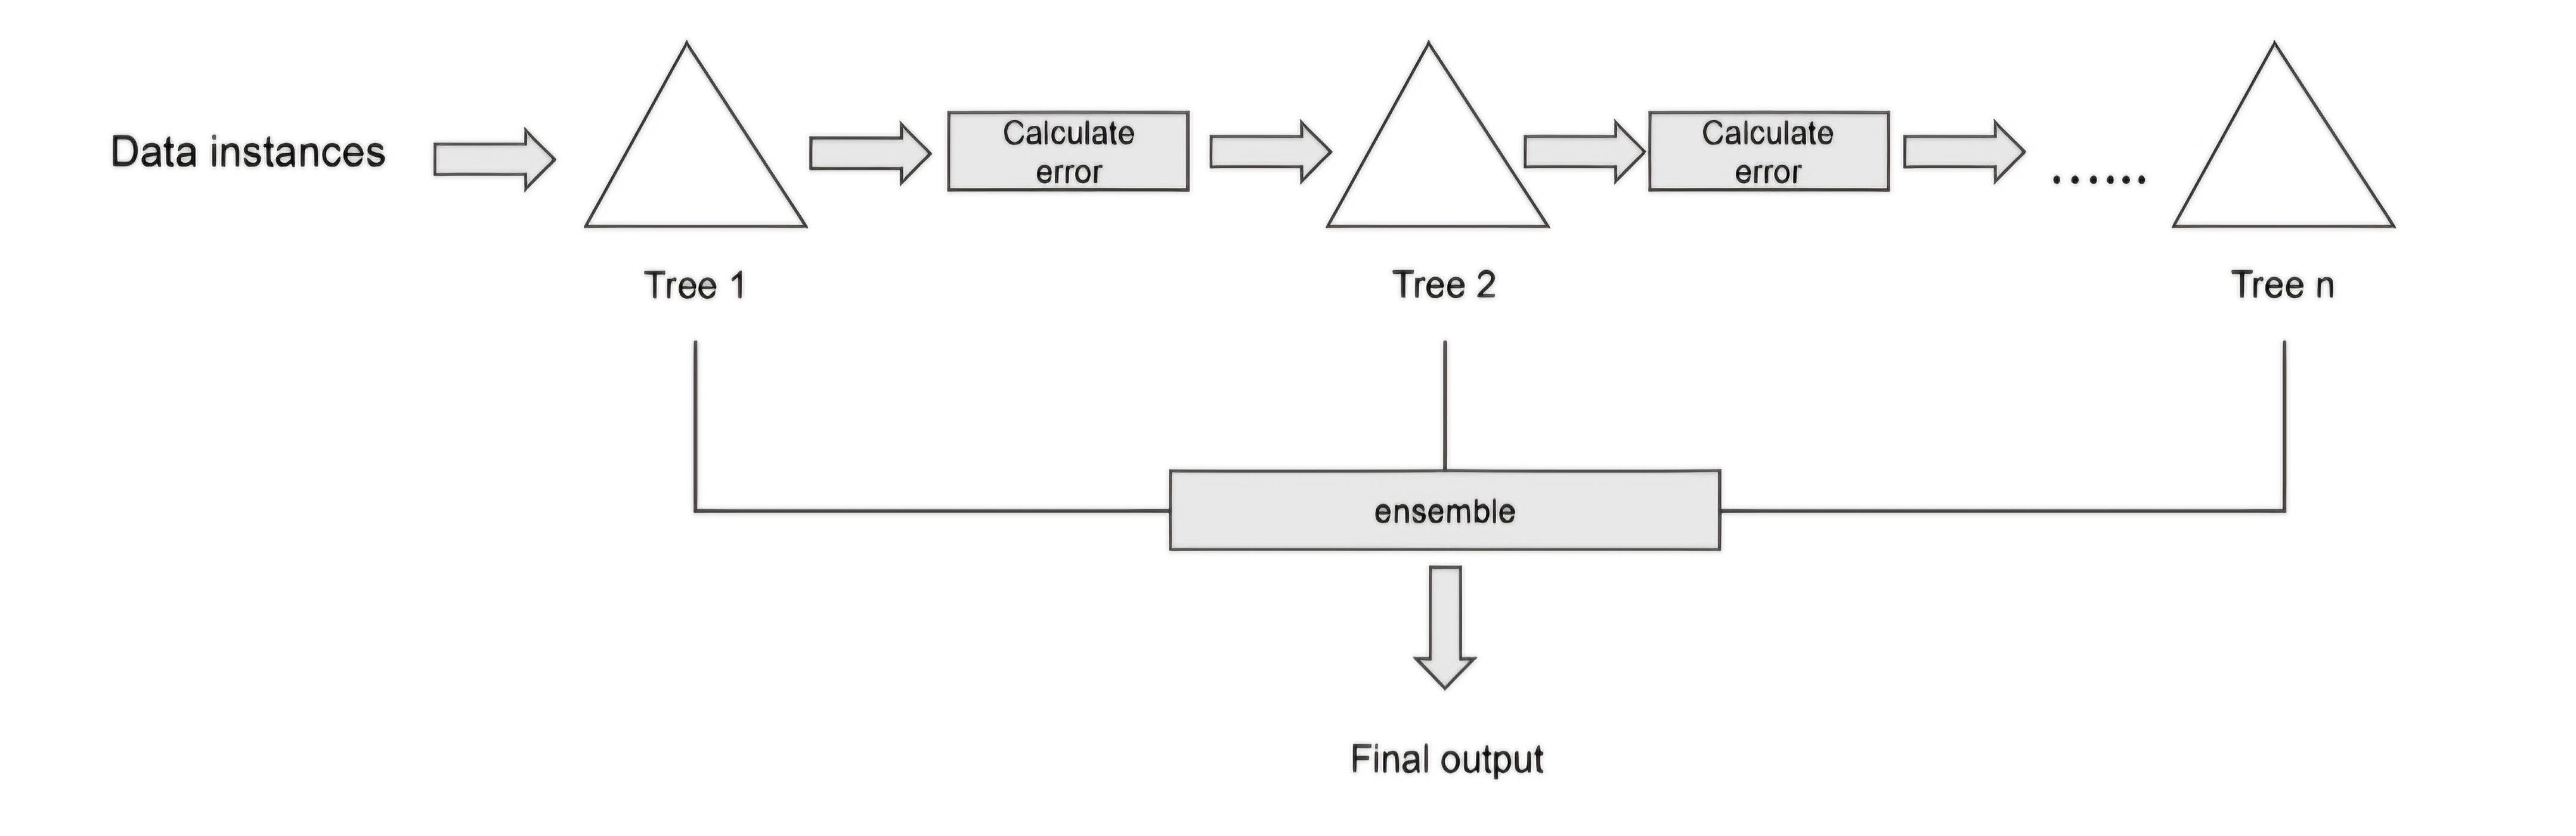 Data instances
Calculate
error
Calculate
error
......
Tree 1
Tree 2
Tree n
ensemble
Final output